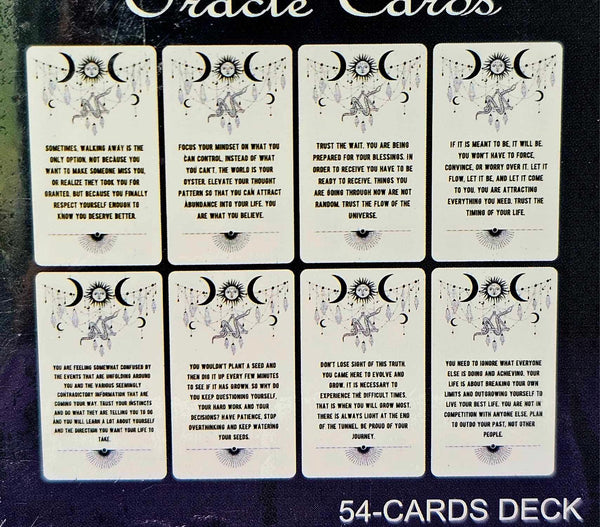 Oracle Cards
SOMETIMES, WALKING AWAY IS THE
ONLY OPTION, NOT BECAUSE YOU
WANT TO MAKE SOMEONE MISS YOU,
OR REALIZE THEY TOOK YOU FOR
GRANTED, BUT BECAUSE YOU FINALLY
RESPECT YOURSELF ENOUGH TO
KNOW YOU DESERVE BETTER.
FOCUS YOUR MINDSET ON WHAT YOU
CAN CONTROL, INSTEAD OF WHAT
YOU CAN'T. THE WORLD IS YOUR
OYSTER. ELEVATE YOUR THOUGHT
PATTERN SO THAT YOU CAN ATTRACT
ABUNDANCE INTO YOUR LIFE. YOU
ARE WHAT YOU BELIEVE.
TRUST THE WAIT. YOU ARE BEING
PREPARED FOR YOUR BLESSINGS. IN
ORDER TO RECEIVE YOU HAVE TO BE
READY TO RECEIVE. THINGS YOU
ARE GOING THROUGH NOW ARE NOT
RANDOM. TRUST THE FLOW OF THE
UNIVERSE.
IF IT IS MEANT TO BE, IT WILL BE.
YOU WON'T HAVE TO FORCE,
CONVINCE, OR WORRY OVER IT. LET IT
FLOW, LET IT BE, AND LET IT COME
TO YOU. YOU ARE ATTRACTING
EVERYTHING YOU NEED. TRUST THE
TIMING OF YOUR LIFE.
YOU ARE FEELING SOMEWHAT CONFUSED BY
THE EVENTS THAT ARE UNFOLDING AROUND
YOU AND THE VARIOUS SEEMINGLY
CONTRADICTORY INFORMATION THAT ARE
COMING YOUR WAY. TRUST YOUR INSTINCTS
AND DO WHAT THEY ARE TELLING YOU TO DO
AND YOU WILL LEARN A LOT ABOUT YOURSELF
AND THE DIRECTION YOU WANT YOUR LIFE TO
TAKE.
YOU WOULDN'T PLANT A SEED AND
THEN DIG IT UP EVERY FEW MINUTES
TO SEE IF IT HAS GROWN. SO WHY DO
YOU KEEP QUESTIONING YOURSELF,
YOUR HARD WORK AND YOUR
DECISIONS? HAVE PATIENCE, STOP
OVERTHINKING AND KEEP WATERING
YOUR SEEDS.
DON'T LOSE SIGHT OF THIS TRUTH.
YOU CAME HERE TO EVOLVE AND
GROW. IT IS NECESSARY TO
EXPERIENCE THE DIFFICULT TIMES,
THAT IS WHEN YOU WILL GROW MOST.
THERE IS ALWAYS LIGHT AT THE END
OF THE TUNNEL. BE PROUD OF YOUR
JOURNEY.
YOU NEED TO IGNORE WHAT EVERYONE
ELSE IS DOING AND ACHIEVING. YOUR
LIFE IS ABOUT BREAKING YOUR OWN
LIMITS AND OUTGROWING YOURSELF TO
LIVE YOUR BEST LIFE. YOU ARE NOT IN
COMPETITION WITH ANYONE ELSE. PLAN
TO OUTDO YOUR PAST, NOT OTHER
PEOPLE.
54-CARDS DECK